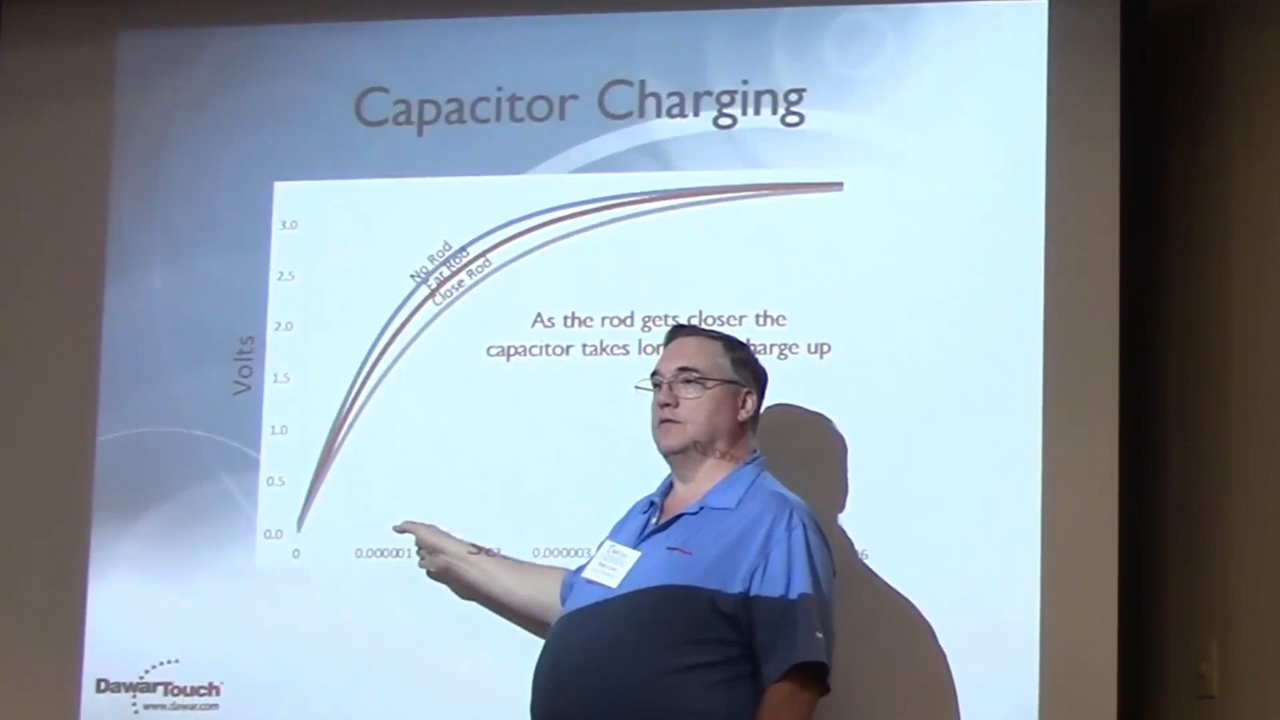 Capacitor Charging
3.0
2.5
2.0
1.5
1.0
0.5
0.0
Volts
No Rod
Far Rod
Close Rod
As the rod gets closer the
capacitor takes harge up
0
0.000001
0.000003
6
DawarTouch
www.dawar.com